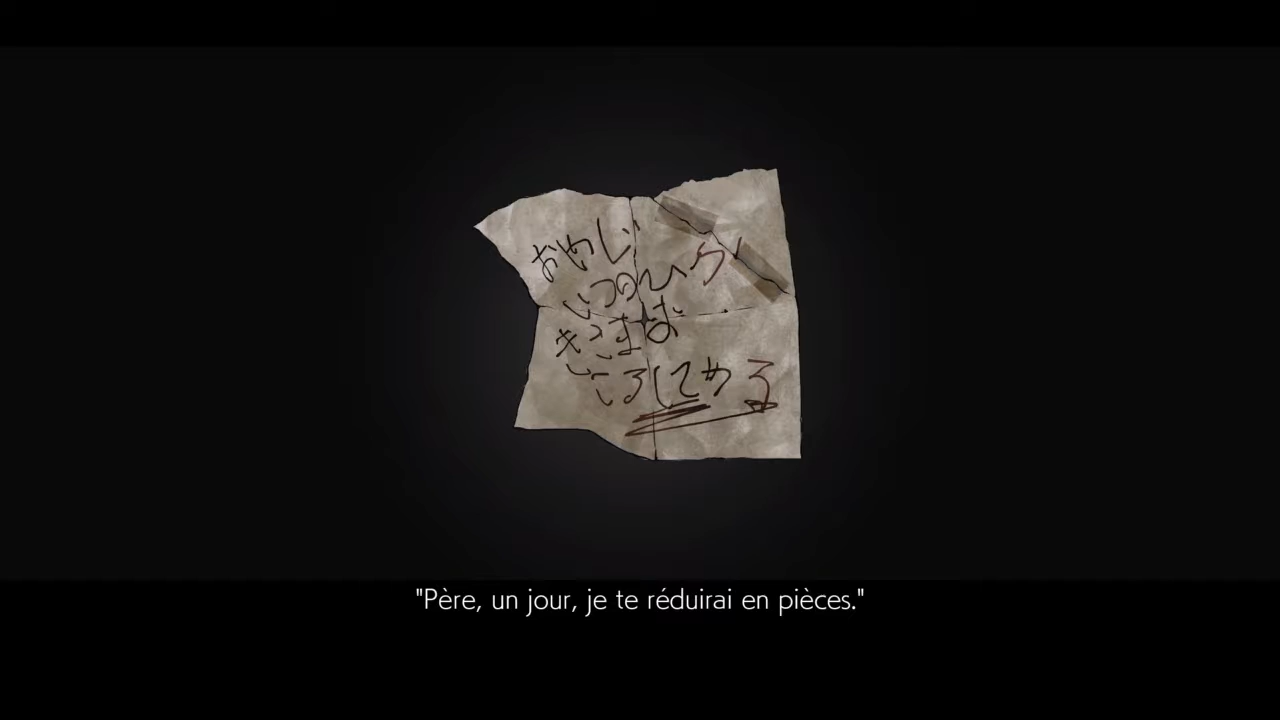 おやじ
いつのひか
きさまお
ころしてやる
"Père, un jour, je te réduirai en pièces."